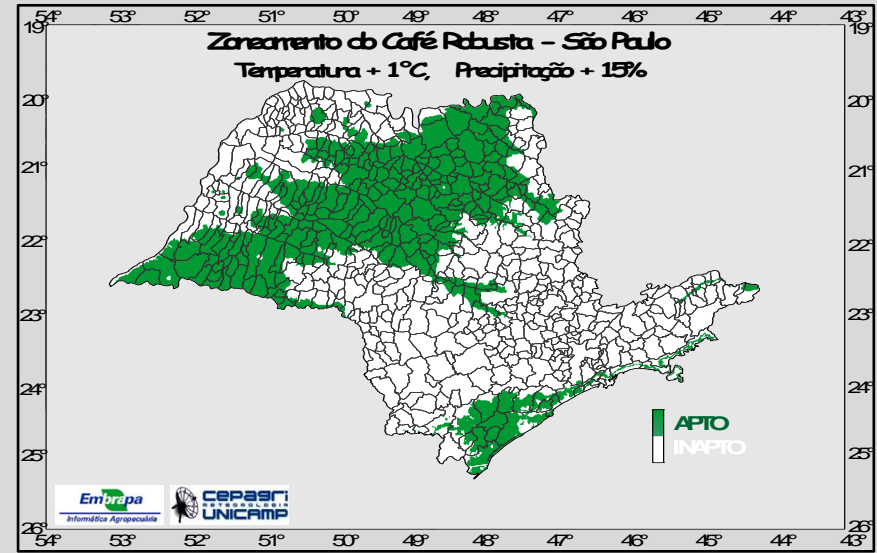 54° 53° 52° 51° 50° 49° 48° 47° 46° 45° 44° 43°
19° 19°
Zoneamento do Café Robusta - São Paulo
Temperatura + 1°C, Precipitação + 15%
20° 20°
21° 21°
22° 22°
23° 23°
24° 24°
APTO
INAPTO
25° 25°
Embrapa
Informática Agropecuária
cepagri
METEOROLOGIA
UNICAMP
26° 26°
54° 53° 52° 51° 50° 49° 48° 47° 46° 45° 44° 43°